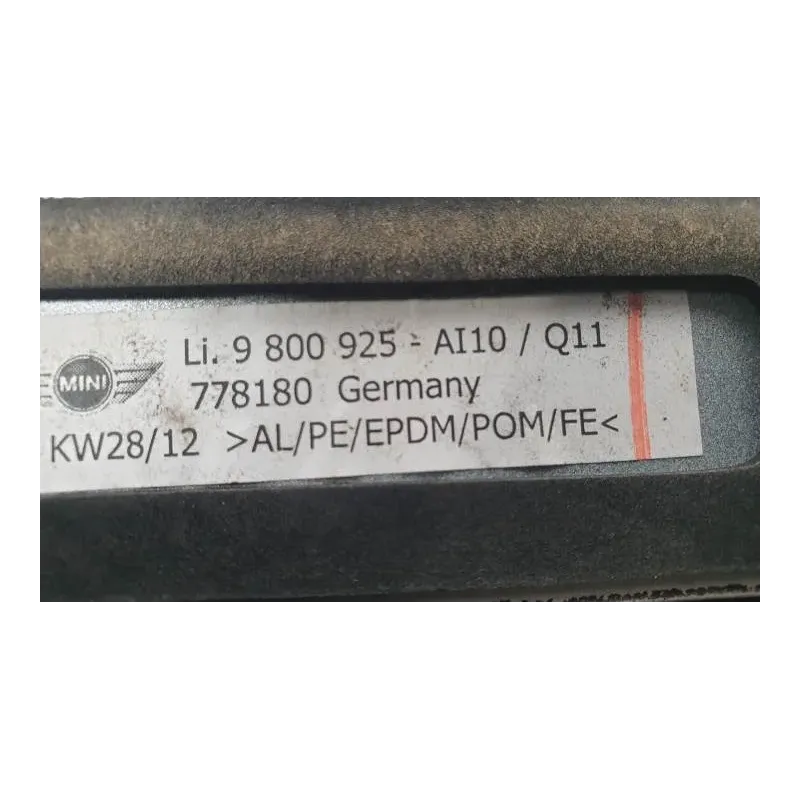 Li. 9 800 925 - AI10 / Q11
MINI
778180 Germany
KW28/12 >AL/PE/EPDM/POM/FE<